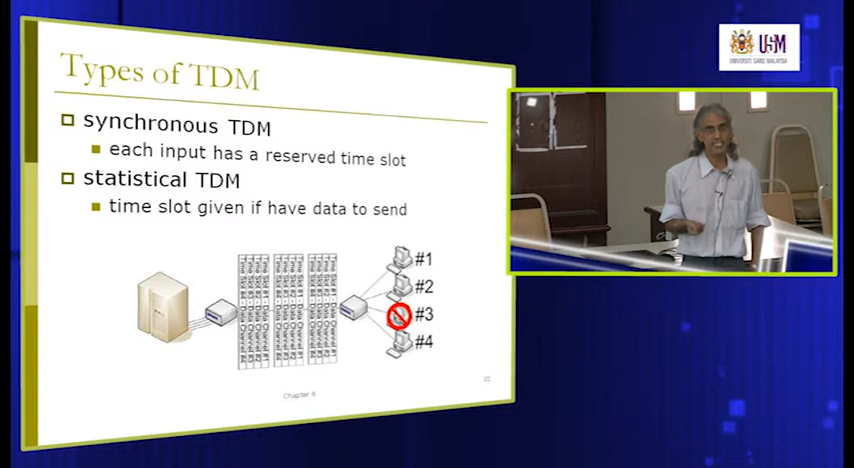 Types of TDM
synchronous TDM
each input has a reserved time slot
statistical TDM
time slot given if have data to send
#1
#2
#3
#4
Chapter 6
22
USM
UNIVERSITI SAINS MALAYSIA